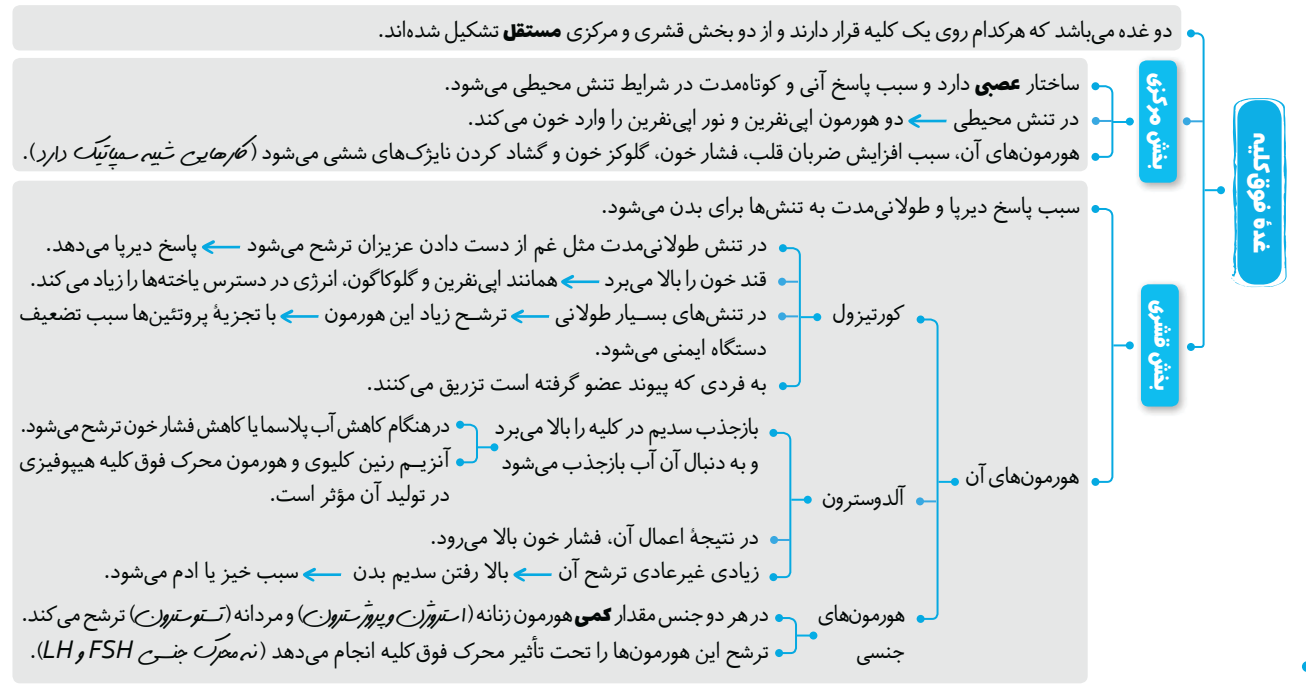 غدهٔ فوق‌کلیه
دو غده می‌باشد که هرکدام روی یک کلیه قرار دارند و از دو بخش قشری و مرکزی مستقل تشکیل شده‌اند.
بخش مرکزی
ساختار عصبی دارد و سبب پاسخ آنی و کوتاه‌مدت در شرایط تنش محیطی می‌شود.
در تنش محیطی ← دو هورمون اپی‌نفرین و نور اپی‌نفرین را وارد خون می‌کند.
هورمون‌های آن، سبب افزایش ضربان قلب، فشار خون، گلوکز خون و گشاد کردن نایژک‌های ششی می‌شود (کارهایی شبیه سمپاتیک دارد).
بخش قشری
سبب پاسخ دیرپا و طولانی‌مدت به تنش‌ها برای بدن می‌شود.
هورمون‌های آن
کورتیزول
در تنش طولانی‌مدت مثل غم از دست دادن عزیزان ترشح می‌شود ← پاسخ دیرپا می‌دهد.
قند خون را بالا می‌برد ← همانند اپی‌نفرین و گلوکاگون، انرژی در دسترس یاخته‌ها را زیاد می‌کند.
در تنش‌های بسیار طولانی ← ترشح زیاد این هورمون ← با تجزیهٔ پروتئین‌ها سبب تضعیف
دستگاه ایمنی می‌شود.
به فردی که پیوند عضو گرفته است تزریق می‌کنند.
آلدوسترون
بازجذب سدیم در کلیه را بالا می‌برد
و به دنبال آن آب بازجذب می‌شود
در هنگام کاهش آب پلاسما یا کاهش فشار خون ترشح می‌شود.
آنزیم رنین کلیوی و هورمون محرک فوق‌کلیه هیپوفیزی
در تولید آن مؤثر است.
در نتیجهٔ اعمال آن، فشار خون بالا می‌رود.
زیادی غیرعادی ترشح آن ← بالا رفتن سدیم بدن ← سبب خیز یا ادم می‌شود.
هورمون‌های
جنسی
در هر دو جنس مقدار کمی هورمون زنانه (استروژن و پروژسترون) و مردانه (تستوسترون) ترشح می‌کند.
ترشح این هورمون‌ها را تحت تأثیر محرک فوق‌کلیه انجام می‌دهد (نه محرک جنسی FSH و LH).